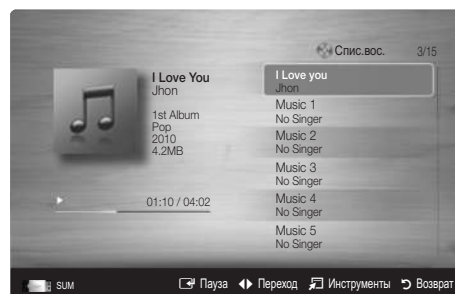 Спис.вос. 3/15
I Love You
Jhon
1st Album
Pop
2010
4.2MB
01:10 / 04:02
I Love you
Jhon
Music 1
No Singer
Music 2
No Singer
Music 3
No Singer
Music 4
No Singer
Music 5
No Singer
SUM Пауза Переход Инструменты Возврат